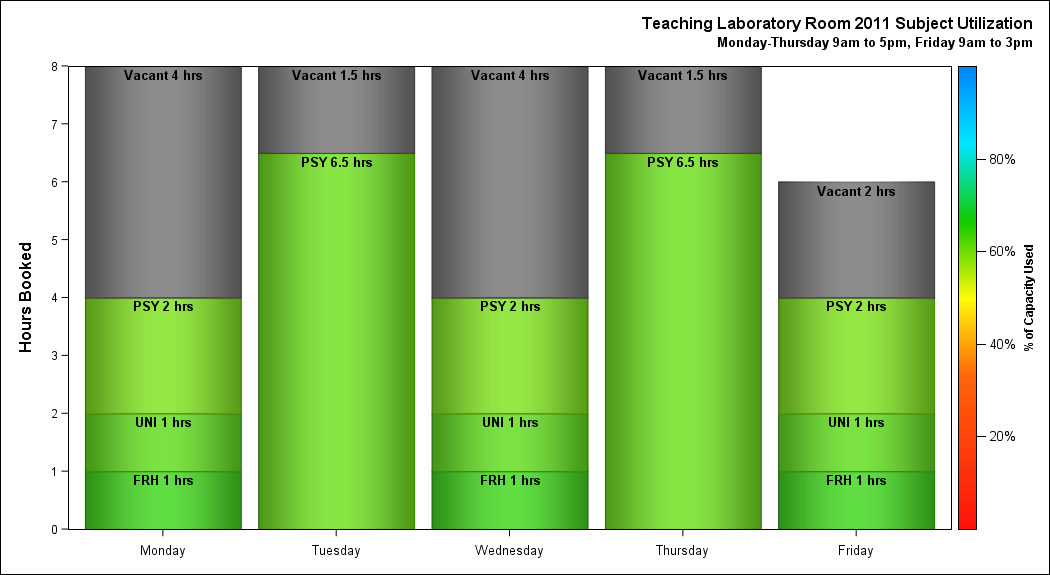 Teaching Laboratory Room 2011 Subject Utilization
Monday-Thursday 9am to 5pm, Friday 9am to 3pm
Hours Booked
8
7
6
5
4
3
2
1
0
Vacant 4 hrs
PSY 2 hrs
UNI 1 hrs
FRH 1 hrs
Vacant 1.5 hrs
PSY 6.5 hrs
Vacant 4 hrs
PSY 2 hrs
UNI 1 hrs
FRH 1 hrs
Vacant 1.5 hrs
PSY 6.5 hrs
Vacant 2 hrs
PSY 2 hrs
UNI 1 hrs
FRH 1 hrs
Monday
Tuesday
Wednesday
Thursday
Friday
80%
60%
40%
20%
% of Capacity Used